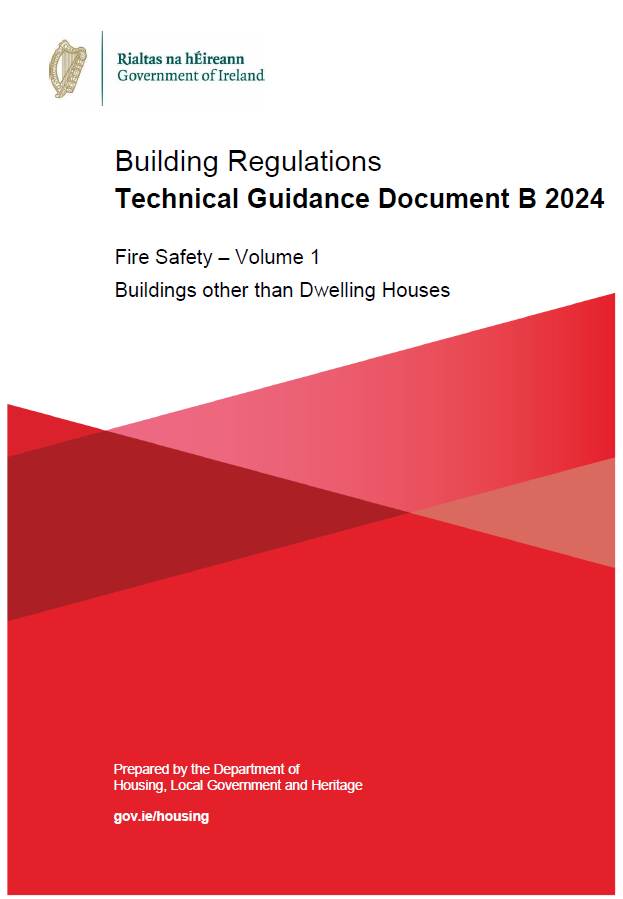 Rialtas na hÉireann
Government of Ireland
Building Regulations
Technical Guidance Document B 2024
Fire Safety – Volume 1
Buildings other than Dwelling Houses
Prepared by the Department of
Housing, Local Government and Heritage
gov.ie/housing